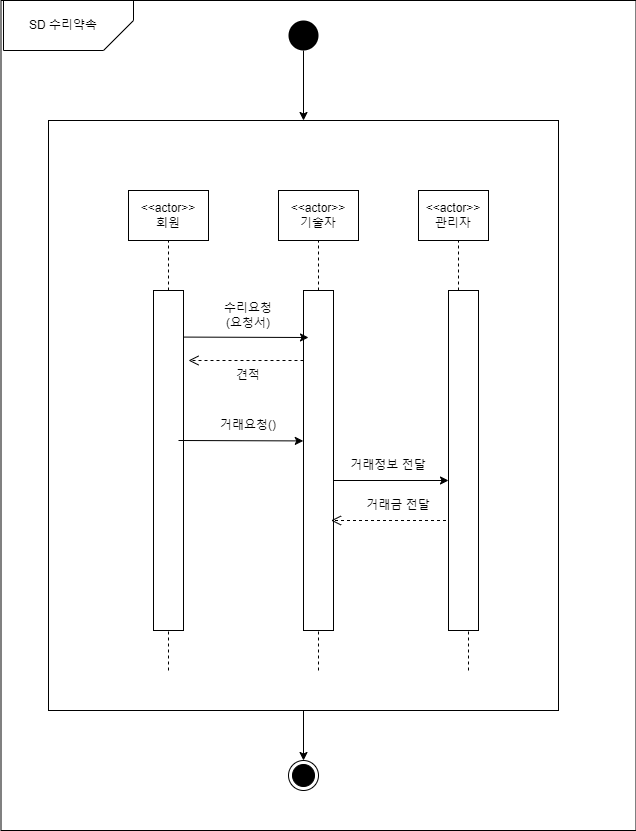 SD 수리약속
<<actor>>
회원
<<actor>>
기술자
<<actor>>
관리자
수리요청
(요청서)
견적
거래요청()
거래정보 전달
거래금 전달